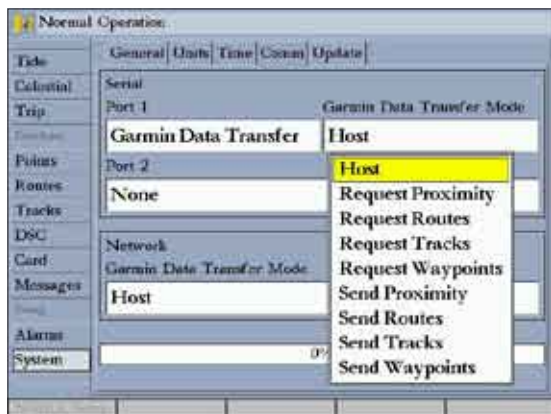 Normal Operation
General Units Time Comm Update
Tide
Celestial
Trip
Points
Routes
Tracks
DSC
Card
Messages
Alarms
System
Serial
Port 1
Garmin Data Transfer Mode
Garmin Data Transfer
Host
Port 2
None
Host
Request Proximity
Request Routes
Request Tracks
Request Waypoints
Send Proximity
Send Routes
Send Tracks
Send Waypoints
Network
Garmin Data Transfer Mode
Host
0%